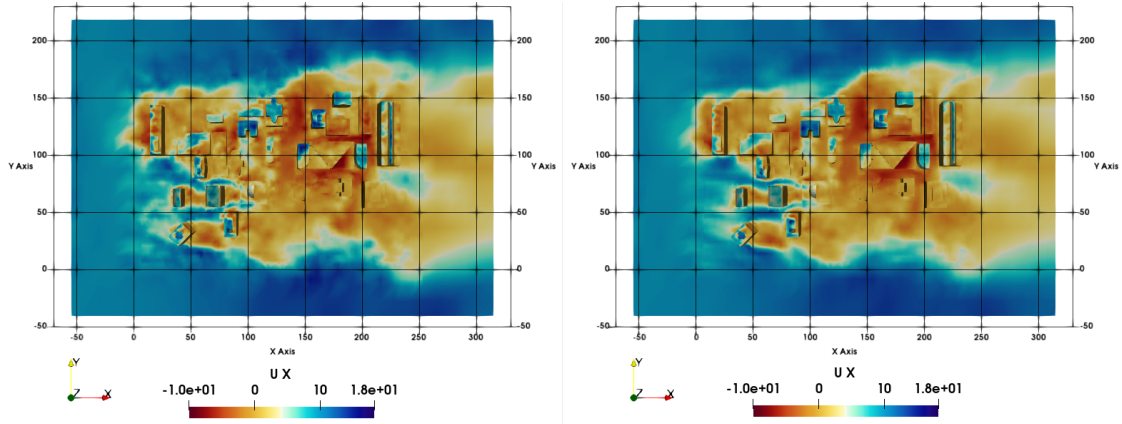 200 200 200 200
150 150 150 150
100 100 100 100
Y Axis Y Axis Y Axis Y Axis
50 50 50 50
0 0 0 0
-50 -50 -50 -50
-50 0 50 100 150 200 250 300 -50 0 50 100 150 200 250 300
X Axis X Axis
Y Z X Y Z X
U X U X
-1.0e+01 0 10 1.8e+01 -1.0e+01 0 10 1.8e+01